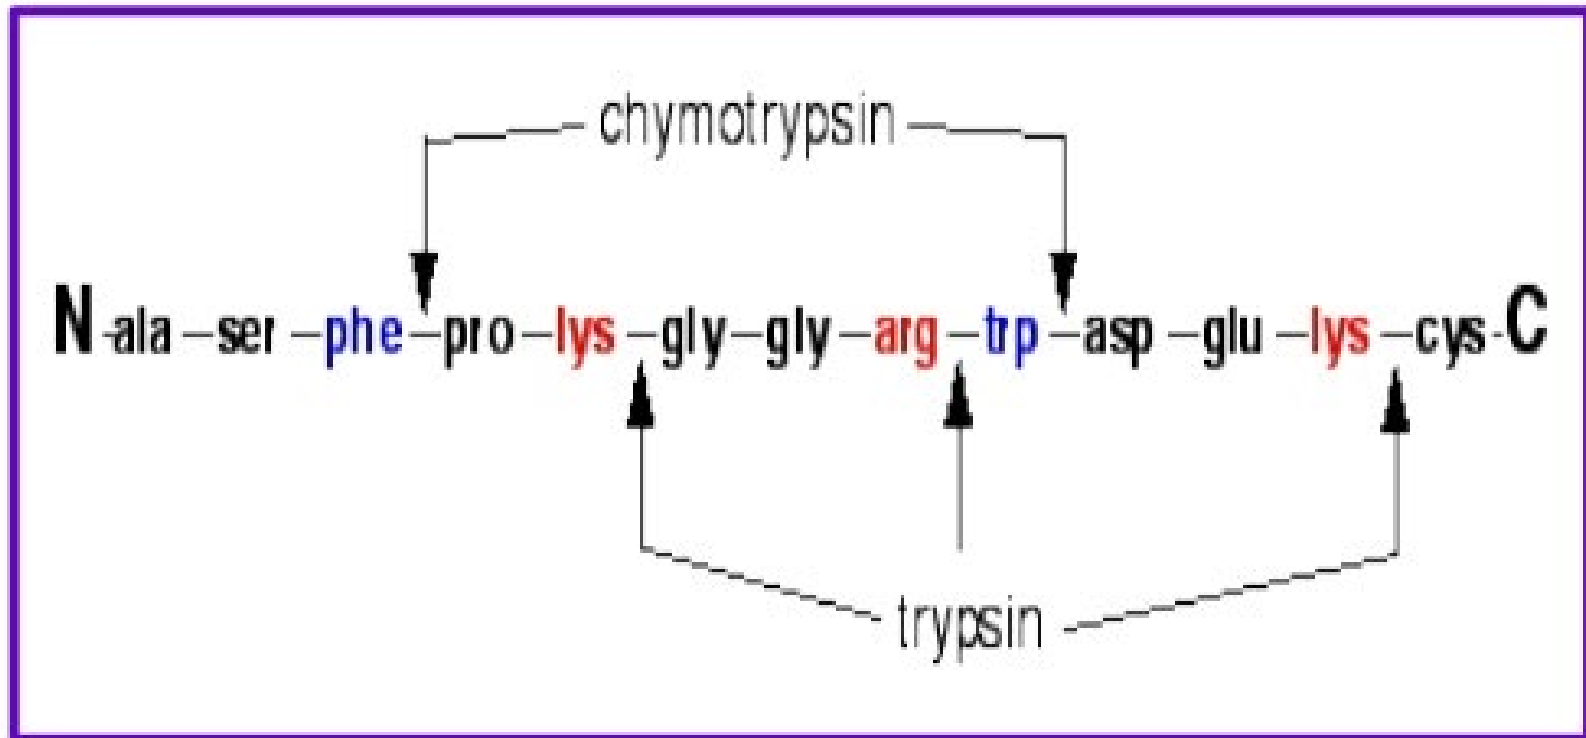 chymotrypsin
N-ala–ser–phe–pro–lys–gly–gly–arg–trp–asp–glu–lys–cys-C
trypsin